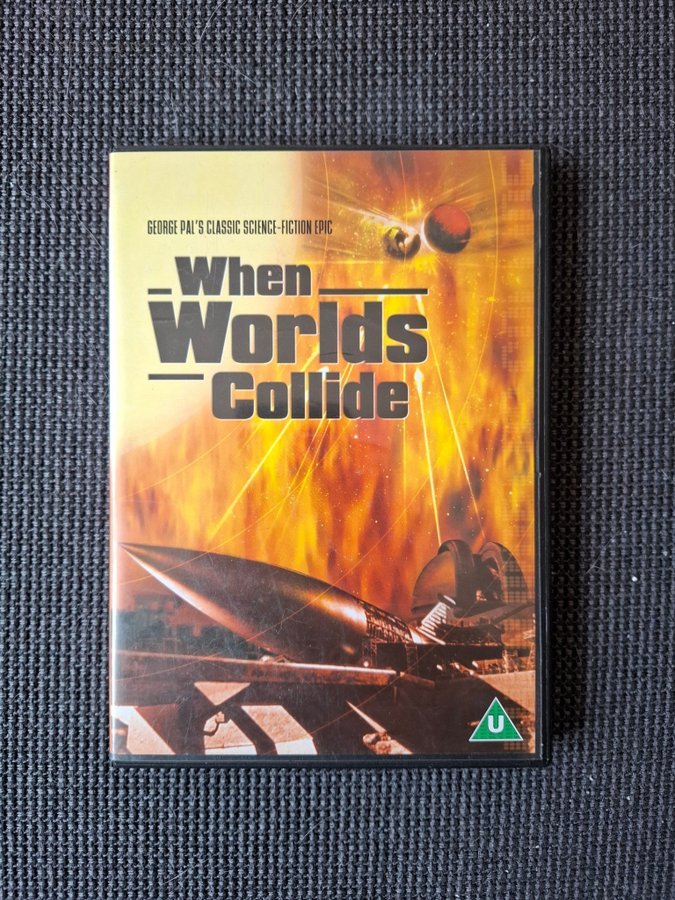 GEORGE PAL'S CLASSIC SCIENCE-FICTION EPIC
When
Worlds
Collide
U